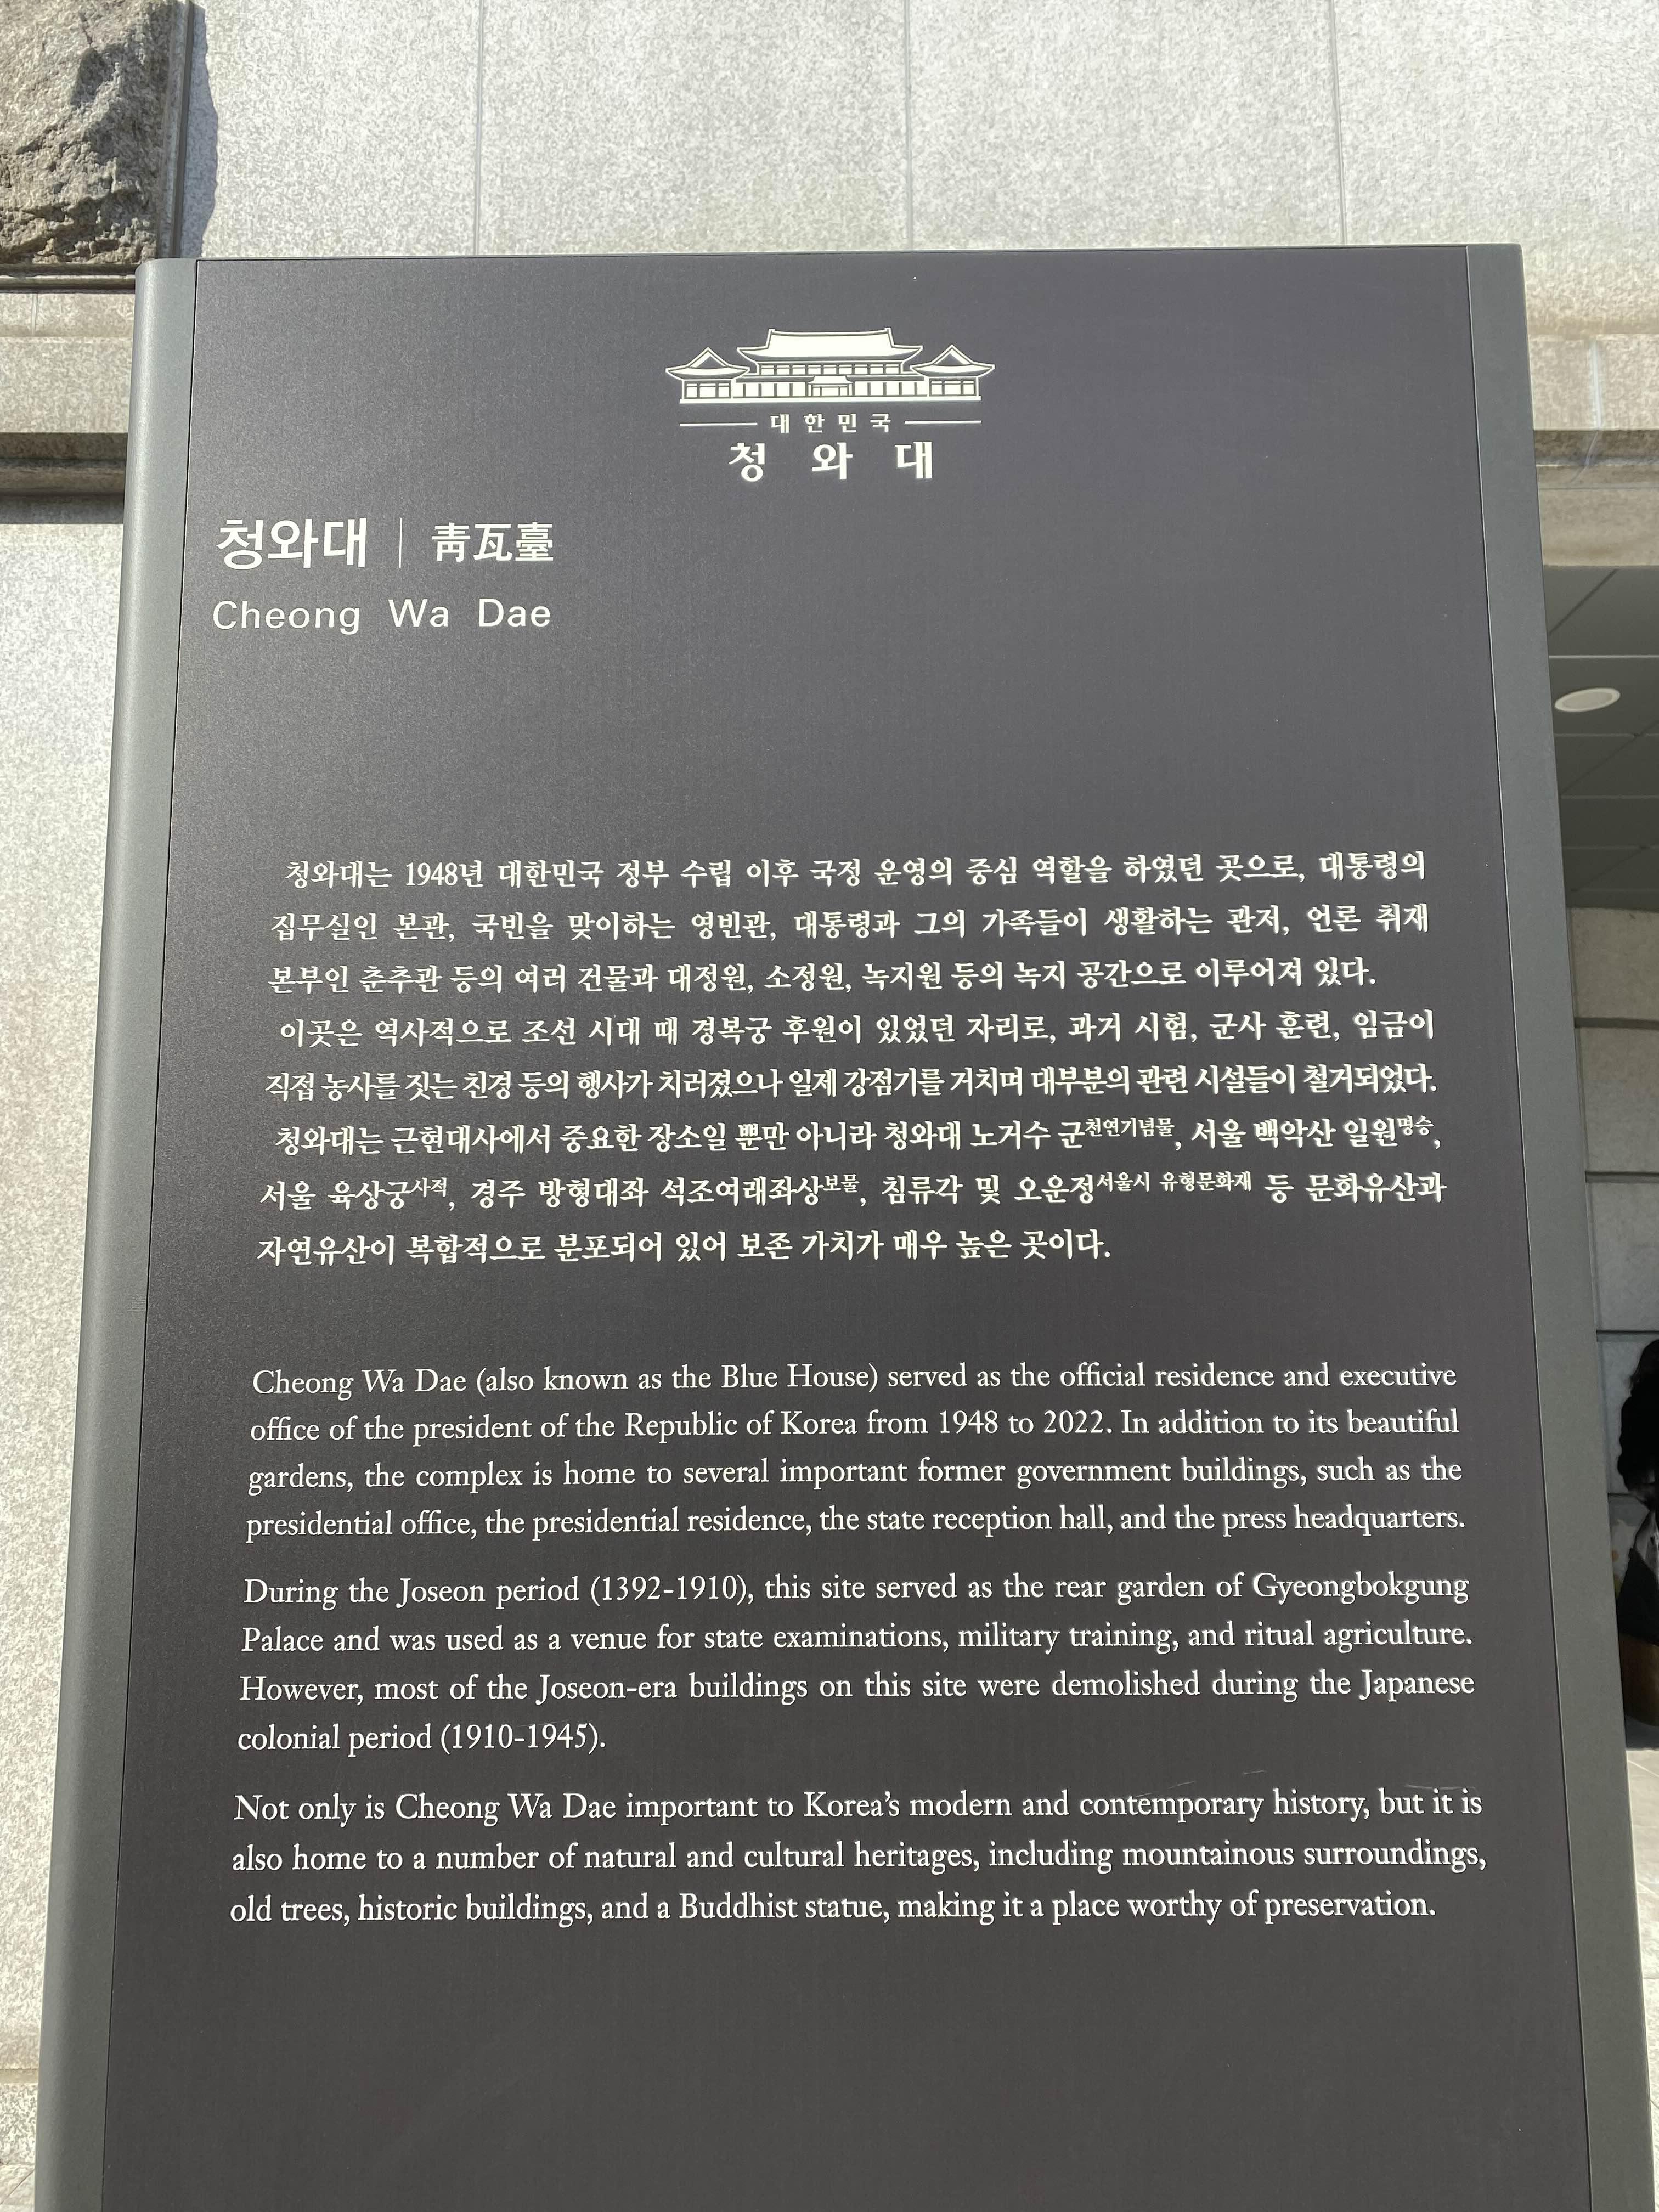 대한민국
청와대
청와대 | 靑瓦臺
Cheong Wa Dae
청와대는 1948년 대한민국 정부 수립 이후 국정 운영의 중심 역할을 하였던 곳으로, 대통령의
집무실인 본관, 국빈을 맞이하는 영빈관, 대통령과 그의 가족들이 생활하는 관저, 언론 취재
본부인 춘추관 등의 여러 건물과 대정원, 소정원, 녹지원 등의 녹지 공간으로 이루어져 있다.
이곳은 역사적으로 조선 시대 때 경복궁 후원이 있었던 자리로, 과거 시험, 군사 훈련, 임금이
직접 농사를 짓는 친경 등의 행사가 치러졌으나 일제 강점기를 거치며 대부분의 관련 시설들이 철거되었다.
청와대는 근현대사에서 중요한 장소일 뿐만 아니라 청와대 노거수 군천연기념물, 서울 백악산 일원명승,
서울 육상궁사적, 경주 방형대좌 석조여래좌상보물, 침류각 및 오운정서울시 유형문화재 등 문화유산과
자연유산이 복합적으로 분포되어 있어 보존 가치가 매우 높은 곳이다.
Cheong Wa Dae (also known as the Blue House) served as the official residence and executive
office of the president of the Republic of Korea from 1948 to 2022. In addition to its beautiful
gardens, the complex is home to several important former government buildings, such as the
presidential office, the presidential residence, the state reception hall, and the press headquarters.
During the Joseon period (1392-1910), this site served as the rear garden of Gyeongbokgung
Palace and was used as a venue for state examinations, military training, and ritual agriculture.
However, most of the Joseon-era buildings on this site were demolished during the Japanese
colonial period (1910-1945).
Not only is Cheong Wa Dae important to Korea's modern and contemporary history, but it is
also home to a number of natural and cultural heritages, including mountainous surroundings,
old trees, historic buildings, and a Buddhist statue, making it a place worthy of preservation.